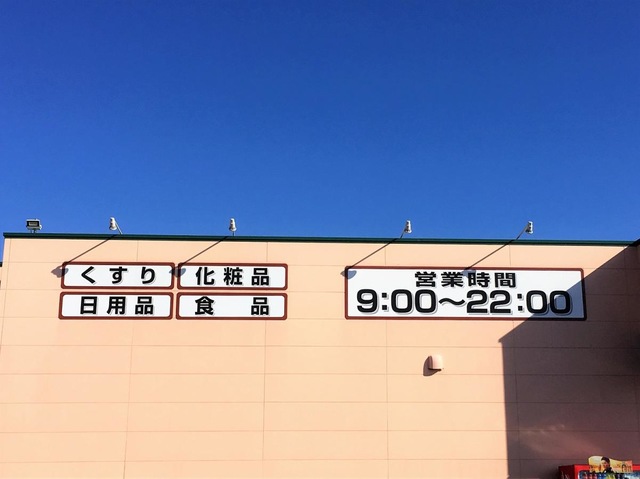 くすり
化粧品
日用品
食品
営業時間
9:00～22:00